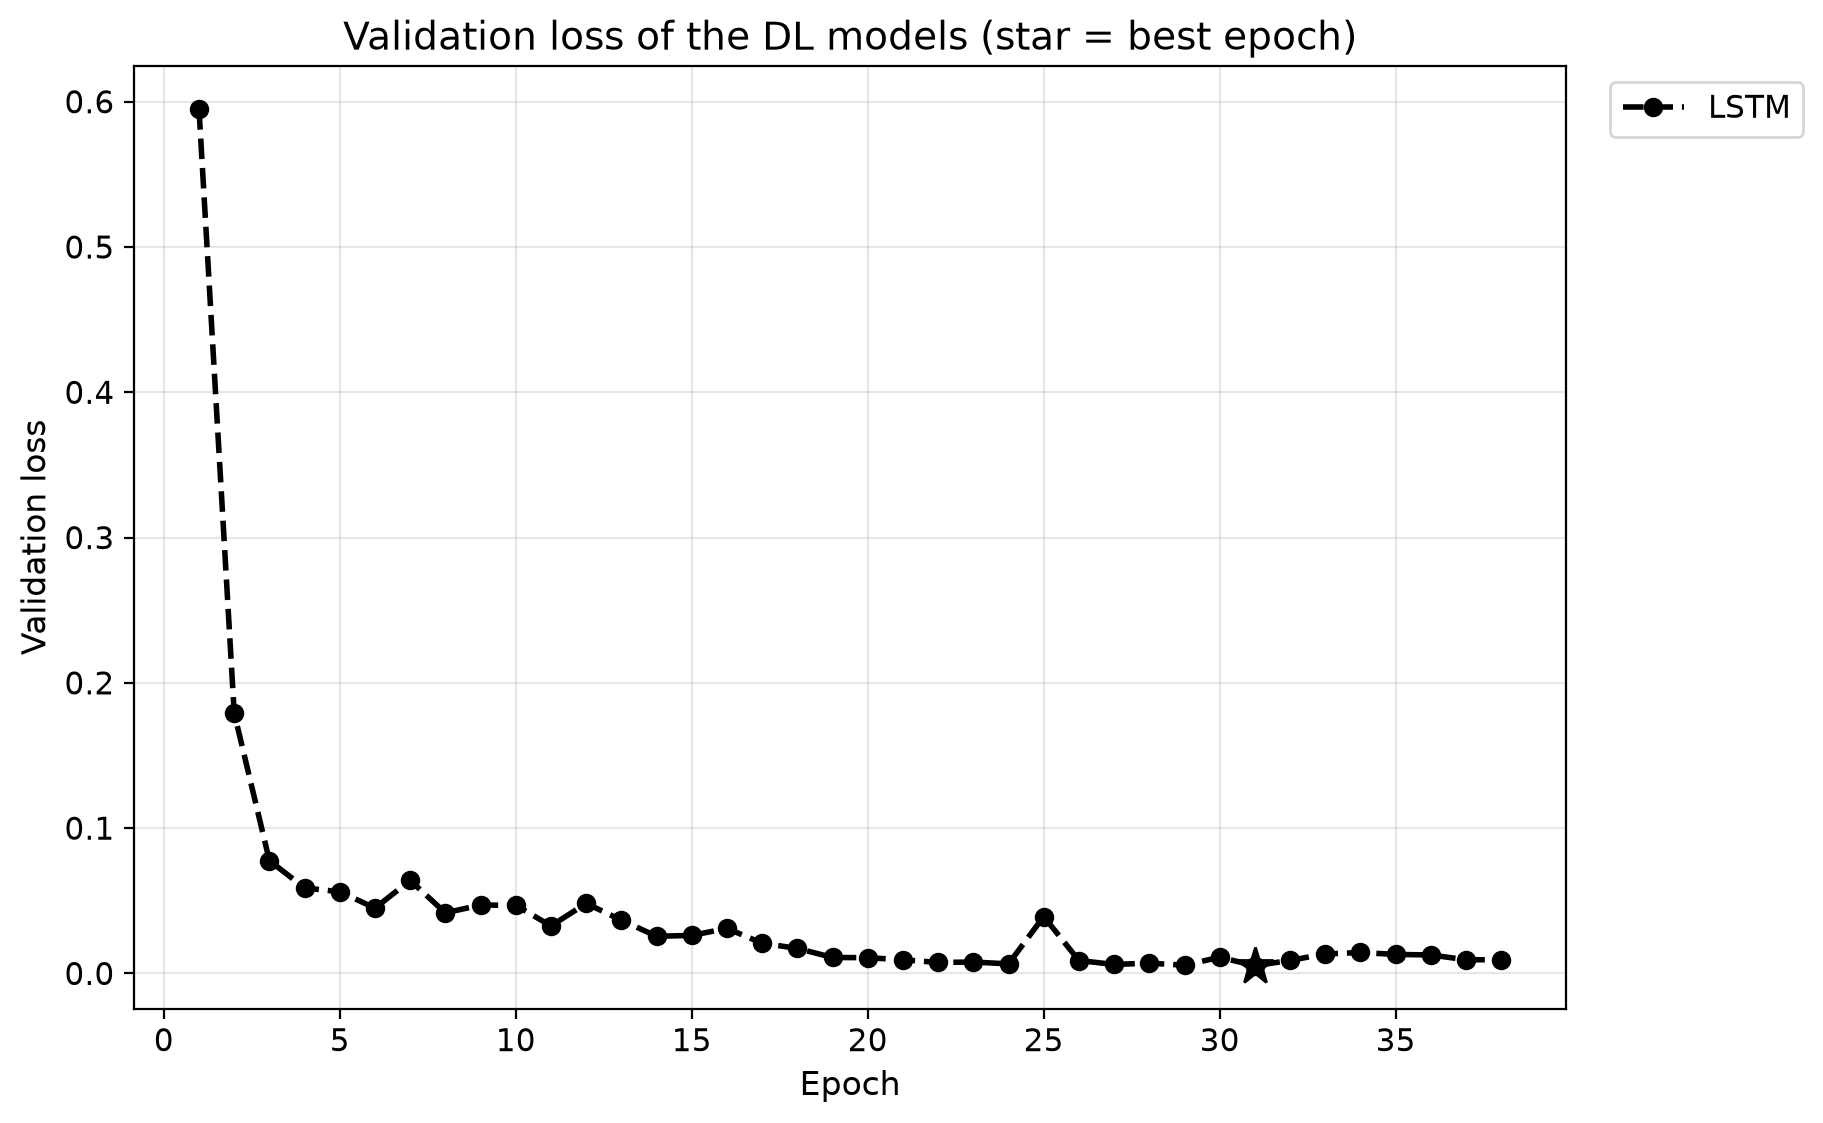 Validation loss of the DL models (star = best epoch)
LSTM
Validation loss
0.6
0.5
0.4
0.3
0.2
0.1
0.0
0 5 10 15 20 25 30 35
Epoch